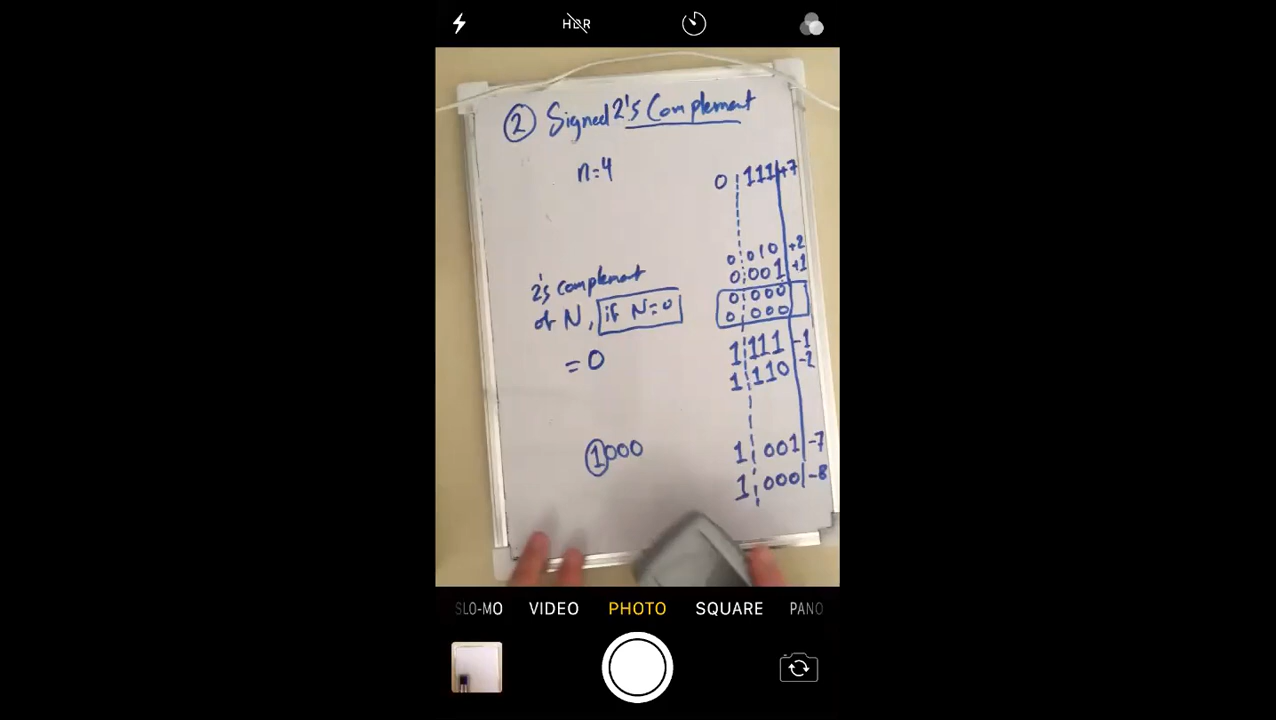 HDR
② Signed 2's Complement
n=4
0 111 +7
0 010 +2
0 001 +1
2's complement
of N, if N=0
0 000
0 000
= 0
1 111 -1
1 110 -2
1000
1 001 -7
1 000 -8
SLO-MO VIDEO PHOTO SQUARE PANO